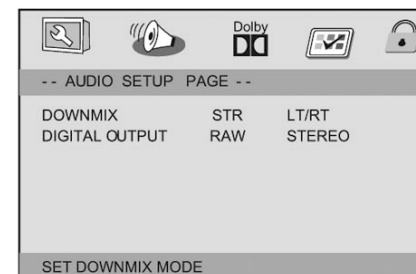 Dolby
-- AUDIO SETUP PAGE --
DOWNMIX STR LT/RT
DIGITAL OUTPUT RAW STEREO
SET DOWNMIX MODE